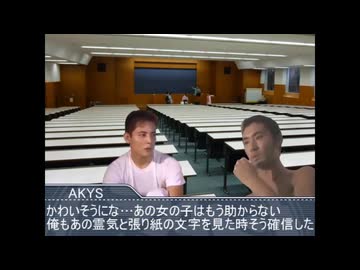 AKYS
かわいそうにな…あの女の子はもう助からない
俺もあの霊気と張り紙の文字を見た時そう確信した